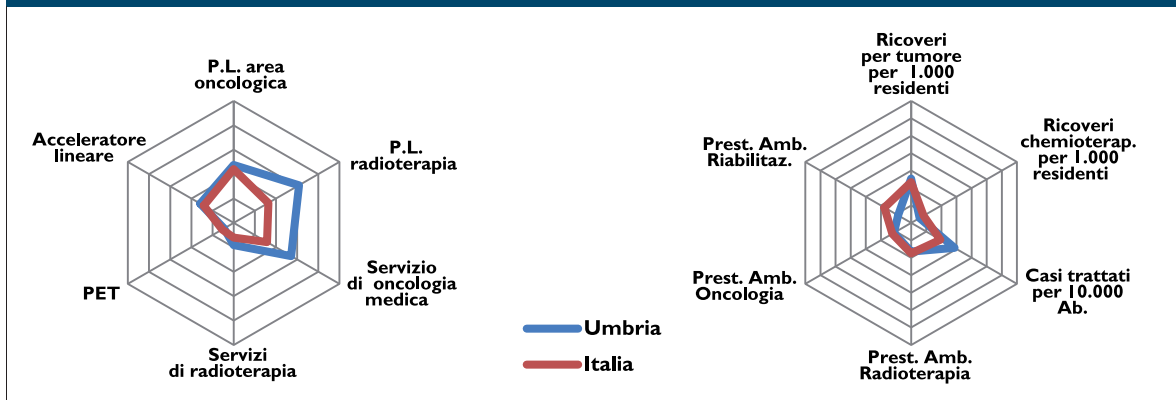 P.L. area
oncologica
Acceleratore
lineare
P.L.
radioterapia
PET
Servizio
di oncologia
medica
Servizi
di radioterapia
Umbria
Italia
Ricoveri
per tumore
per 1.000
residenti
Prest. Amb.
Riabilitaz.
Ricoveri
chemioterap.
per 1.000
residenti
Prest. Amb.
Oncologia
Casi trattati
per 10.000
Ab.
Prest. Amb.
Radioterapia